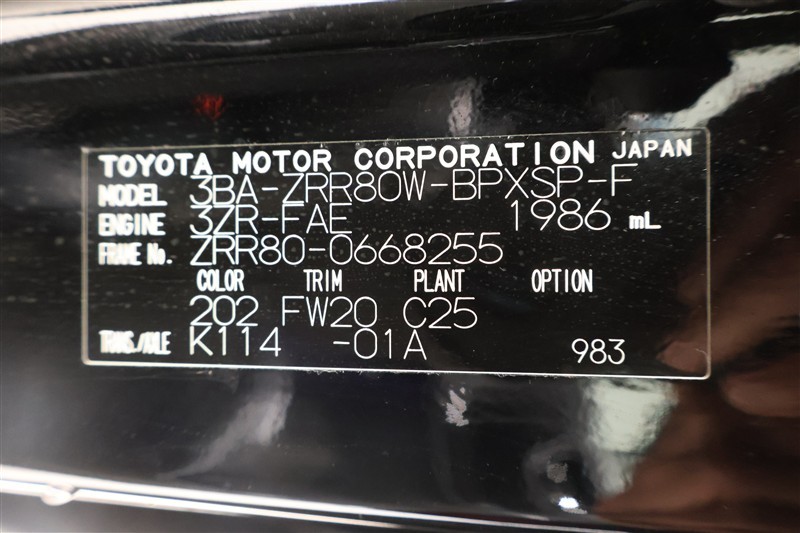 TOYOTA MOTOR CORPORATION JAPAN
MODEL 3BA-ZRR80W-BPXSP-F
ENGINE 3ZR-FAE 1986 mL
FRAME No. ZRR80-0668255
COLOR TRIM PLANT OPTION
202 FW20 C25
TRANS./AXLE K114 -01A 983